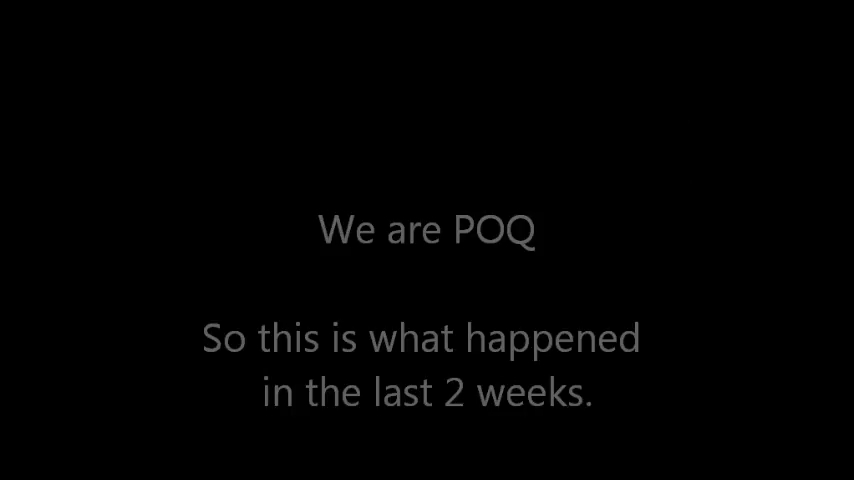 We are POQ
So this is what happened
in the last 2 weeks.